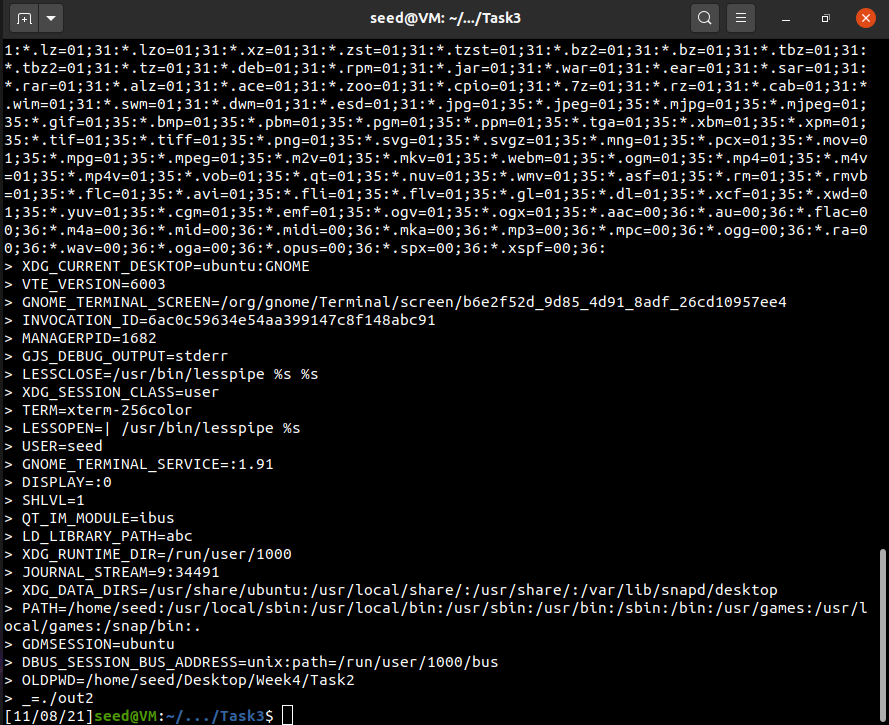 seed@VM: ~/.../Task3
1:*.lz=01;31:*.lzo=01;31:*.xz=01;31:*.zst=01;31:*.tzst=01;31:*.bz2=01;31:*.bz=01;31:*.tbz=01;31:
*.tbz2=01;31:*.tz=01;31:*.deb=01;31:*.rpm=01;31:*.jar=01;31:*.war=01;31:*.ear=01;31:*.sar=01;31:
*.rar=01;31:*.alz=01;31:*.ace=01;31:*.zoo=01;31:*.cpio=01;31:*.7z=01;31:*.rz=01;31:*.cab=01;31:*
.wim=01;31:*.swm=01;31:*.dwm=01;31:*.esd=01;31:*.jpg=01;35:*.jpeg=01;35:*.mjpg=01;35:*.mjpeg=01;
35:*.gif=01;35:*.bmp=01;35:*.pbm=01;35:*.pgm=01;35:*.ppm=01;35:*.tga=01;35:*.xbm=01;35:*.xpm=01;
35:*.tif=01;35:*.tiff=01;35:*.png=01;35:*.svg=01;35:*.svgz=01;35:*.mng=01;35:*.pcx=01;35:*.mov=0
1;35:*.mpg=01;35:*.mpeg=01;35:*.m2v=01;35:*.mkv=01;35:*.webm=01;35:*.ogm=01;35:*.mp4=01;35:*.m4v
=01;35:*.mp4v=01;35:*.vob=01;35:*.qt=01;35:*.nuv=01;35:*.wmv=01;35:*.asf=01;35:*.rm=01;35:*.rmvb
=01;35:*.flc=01;35:*.avi=01;35:*.fli=01;35:*.flv=01;35:*.gl=01;35:*.dl=01;35:*.xcf=01;35:*.xwd=0
1;35:*.yuv=01;35:*.cgm=01;35:*.emf=01;35:*.ogv=01;35:*.ogx=01;35:*.aac=00;36:*.au=00;36:*.flac=0
0;36:*.m4a=00;36:*.mid=00;36:*.midi=00;36:*.mka=00;36:*.mp3=00;36:*.mpc=00;36:*.ogg=00;36:*.ra=0
0;36:*.wav=00;36:*.oga=00;36:*.opus=00;36:*.spx=00;36:*.xspf=00;36:
> XDG_CURRENT_DESKTOP=ubuntu:GNOME
> VTE_VERSION=6003
> GNOME_TERMINAL_SCREEN=/org/gnome/Terminal/screen/b6e2f52d_9d85_4d91_8adf_26cd10957ee4
> INVOCATION_ID=6ac0c59634e54aa399147c8f148abc91
> MANAGERPID=1682
> GJS_DEBUG_OUTPUT=stderr
> LESSCLOSE=/usr/bin/lesspipe %s %s
> XDG_SESSION_CLASS=user
> TERM=xterm-256color
> LESSOPEN=| /usr/bin/lesspipe %s
> USER=seed
> GNOME_TERMINAL_SERVICE=:1.91
> DISPLAY=:0
> SHLVL=1
> QT_IM_MODULE=ibus
> LD_LIBRARY_PATH=abc
> XDG_RUNTIME_DIR=/run/user/1000
> JOURNAL_STREAM=9:34491
> XDG_DATA_DIRS=/usr/share/ubuntu:/usr/local/share/:/usr/share/:/var/lib/snapd/desktop
> PATH=/home/seed:/usr/local/sbin:/usr/local/bin:/usr/sbin:/usr/bin:/sbin:/bin:/usr/games:/usr/l
ocal/games:/snap/bin:.
> GDMSESSION=ubuntu
> DBUS_SESSION_BUS_ADDRESS=unix:path=/run/user/1000/bus
> OLDPWD=/home/seed/Desktop/Week4/Task2
> _=./out2
[11/08/21]seed@VM:~/.../Task3$